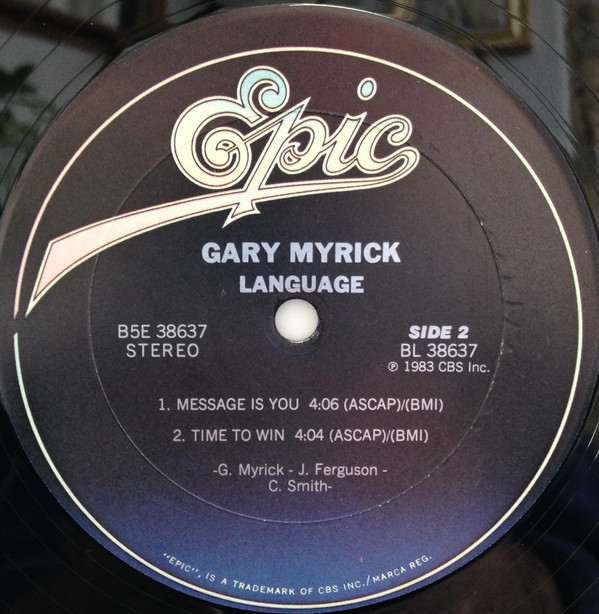 Epic
GARY MYRICK
LANGUAGE
B5E 38637
STEREO
SIDE 2
BL 38637
℗ 1983 CBS Inc.
1. MESSAGE IS YOU 4:06 (ASCAP)/(BMI)
2. TIME TO WIN 4:04 (ASCAP)/(BMI)
-G. Myrick - J. Ferguson -
C. Smith-
"EPIC", IS A TRADEMARK OF CBS INC./MARCA REG.